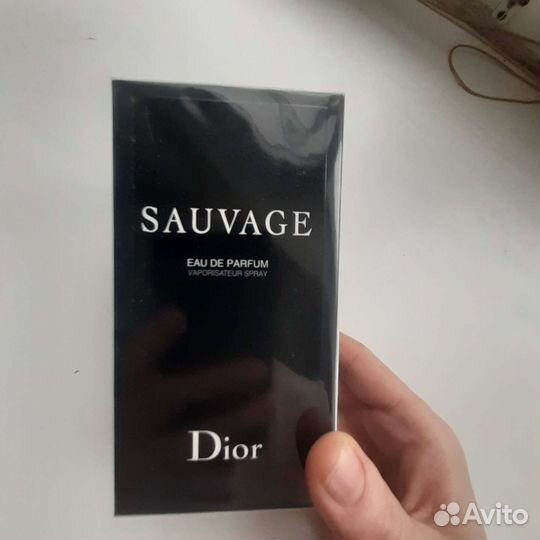 SAUVAGE
EAU DE PARFUM
VAPORISATEUR SPRAY
Dior
Avito